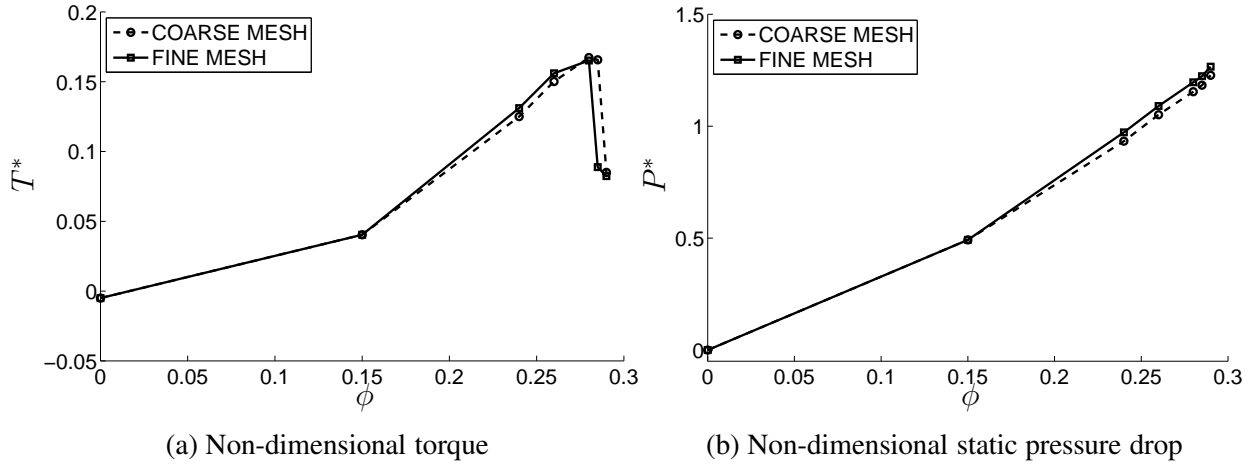 0.2
0.15
0.1
0.05
0
−0.05
T*
COARSE MESH
FINE MESH
0
0.05
0.1
0.15
0.2
0.25
0.3
ϕ
(a) Non-dimensional torque
1.5
1
0.5
0
P*
COARSE MESH
FINE MESH
0
0.05
0.1
0.15
0.2
0.25
0.3
ϕ
(b) Non-dimensional static pressure drop